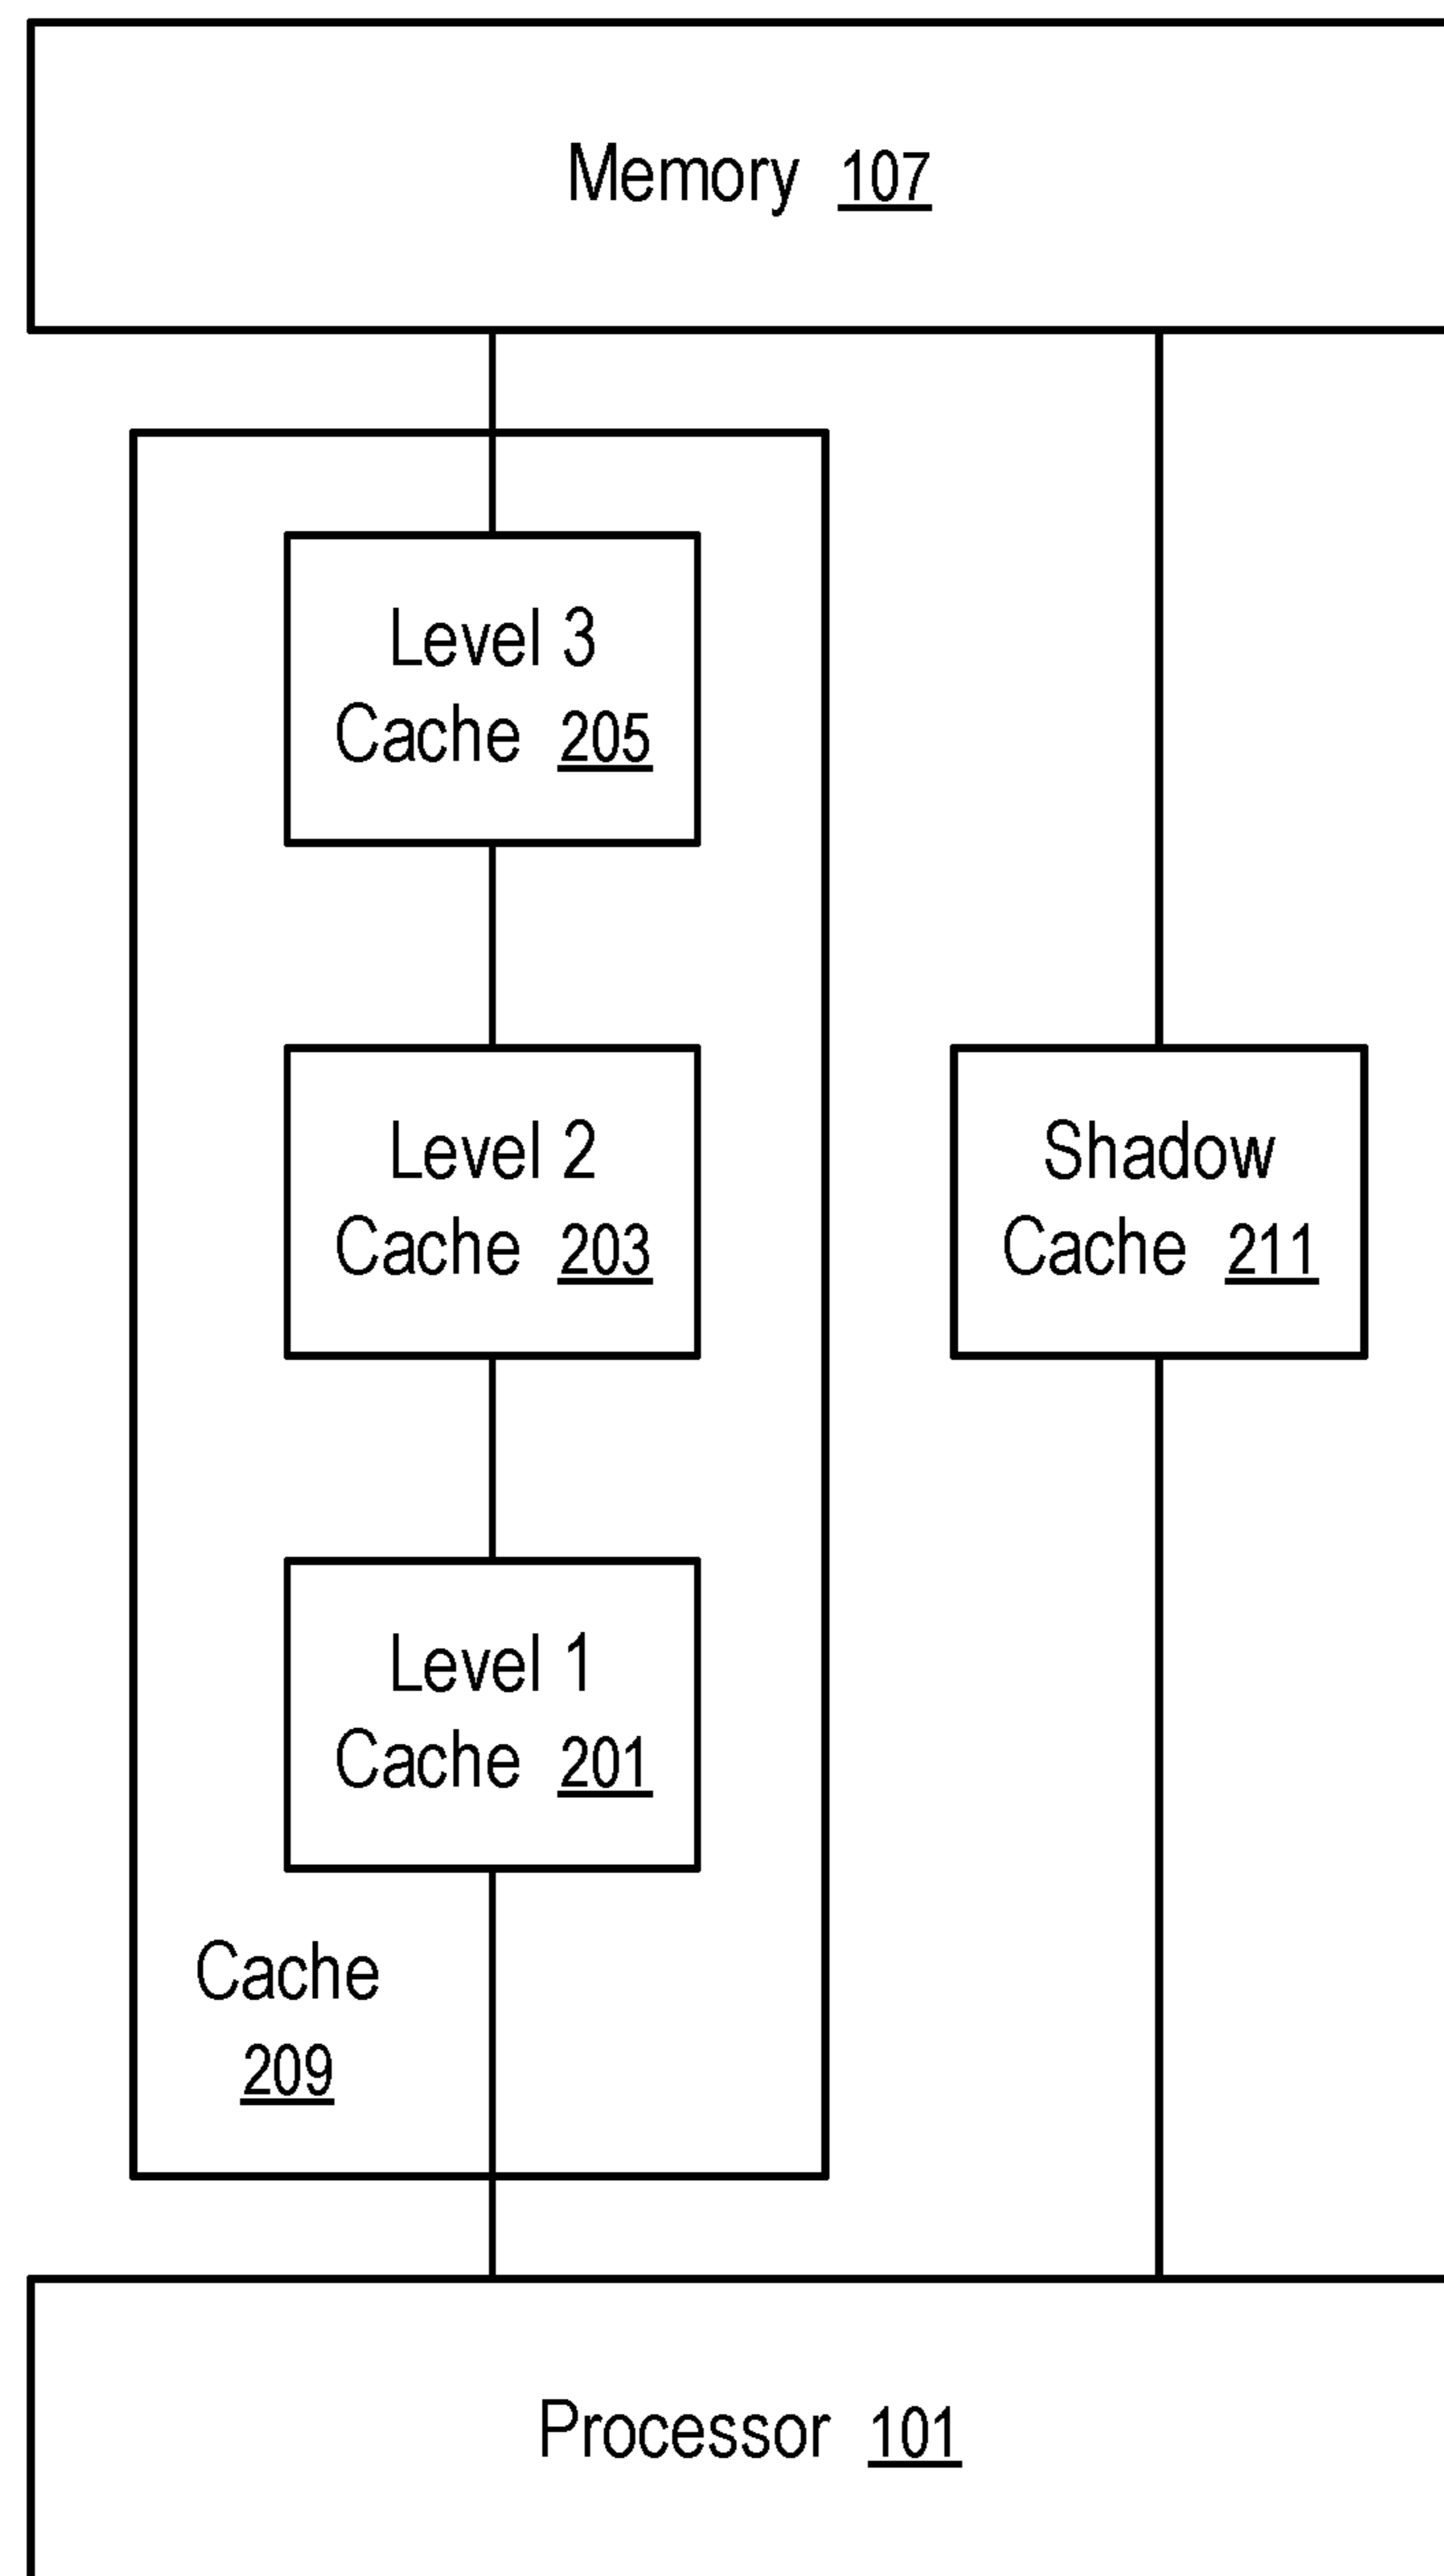 Memory 107
Level 3
Cache 205
Level 2
Cache 203
Shadow
Cache 211
Level 1
Cache 201
Cache
209
Processor 101